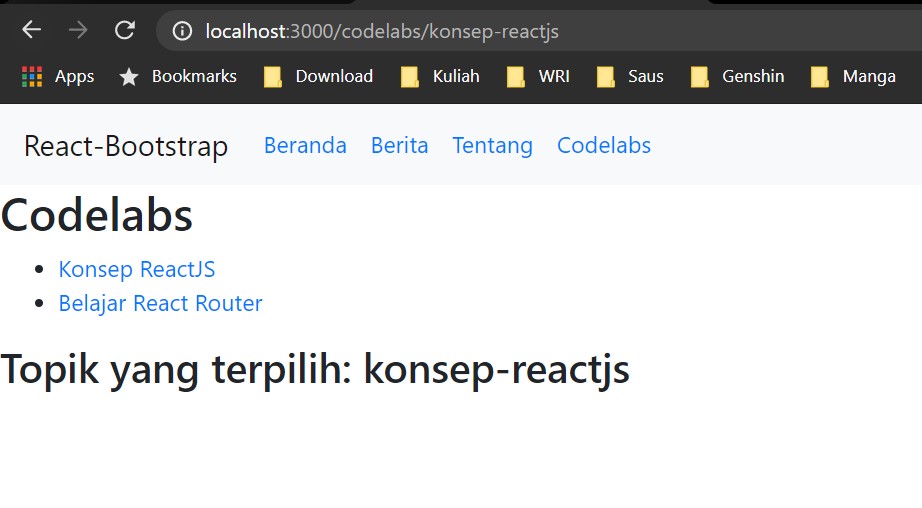 localhost:3000/codelabs/konsep-reactjs
Apps Bookmarks Download Kuliah WRI Saus Genshin Manga
React-Bootstrap Beranda Berita Tentang Codelabs
Codelabs
Konsep ReactJS
Belajar React Router
Topik yang terpilih: konsep-reactjs